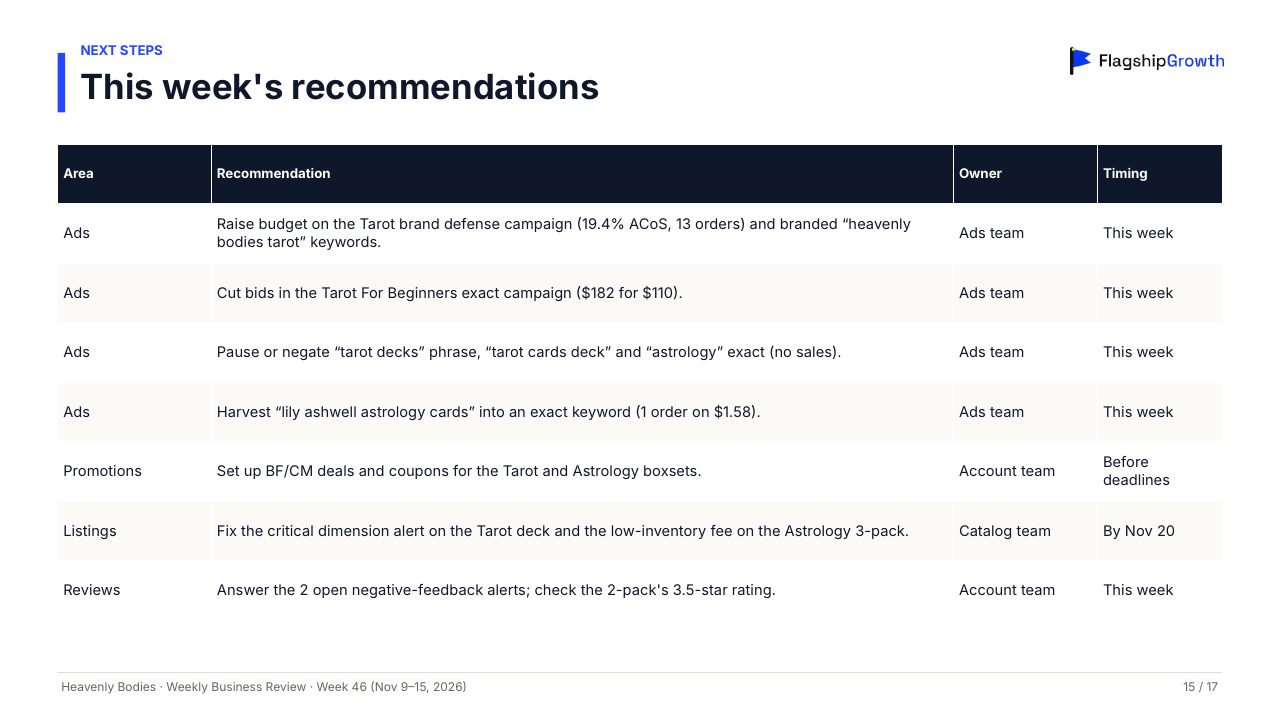 NEXT STEPS
This week's recommendations
FlagshipGrowth
Area Recommendation Owner Timing
Ads Raise budget on the Tarot brand defense campaign (19.4% ACoS, 13 orders) and branded “heavenly
bodies tarot” keywords. Ads team This week
Ads Cut bids in the Tarot For Beginners exact campaign ($182 for $110). Ads team This week
Ads Pause or negate “tarot decks” phrase, “tarot cards deck” and “astrology” exact (no sales). Ads team This week
Ads Harvest “lily ashwell astrology cards” into an exact keyword (1 order on $1.58). Ads team This week
Promotions Set up BF/CM deals and coupons for the Tarot and Astrology boxsets. Account team Before
deadlines
Listings Fix the critical dimension alert on the Tarot deck and the low-inventory fee on the Astrology 3-pack. Catalog team By Nov 20
Reviews Answer the 2 open negative-feedback alerts; check the 2-pack's 3.5-star rating. Account team This week
Heavenly Bodies · Weekly Business Review · Week 46 (Nov 9–15, 2026) 15 / 17